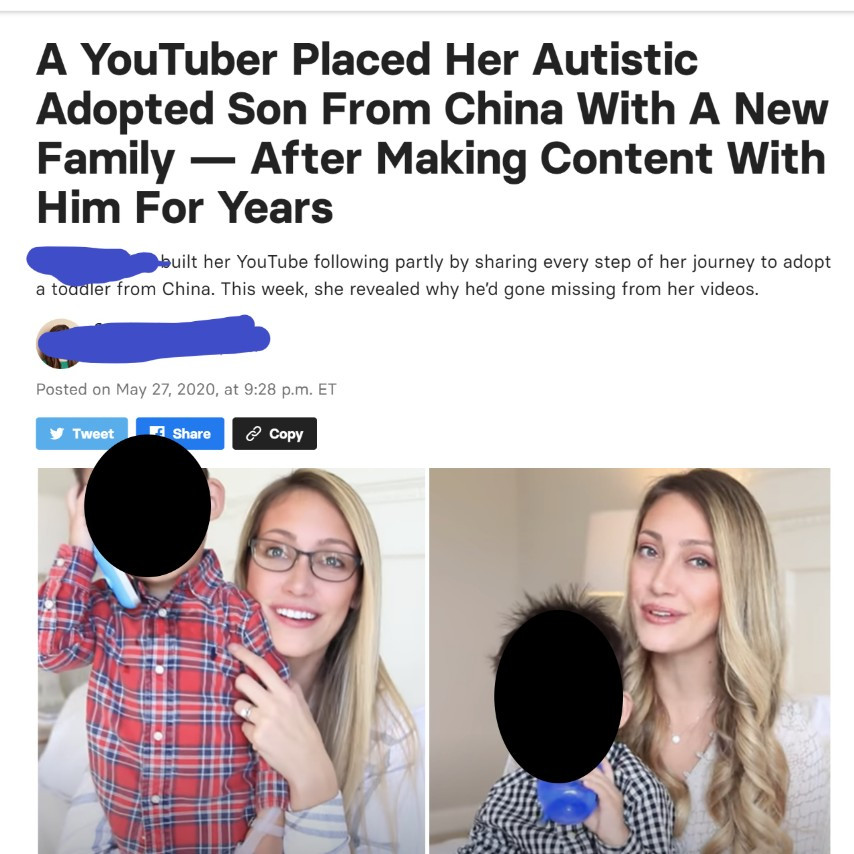 A YouTuber Placed Her Autistic
Adopted Son From China With A New
Family — After Making Content With
Him For Years
built her YouTube following partly by sharing every step of her journey to adopt
a toddler from China. This week, she revealed why he'd gone missing from her videos.
Posted on May 27, 2020, at 9:28 p.m. ET
Tweet Share Copy